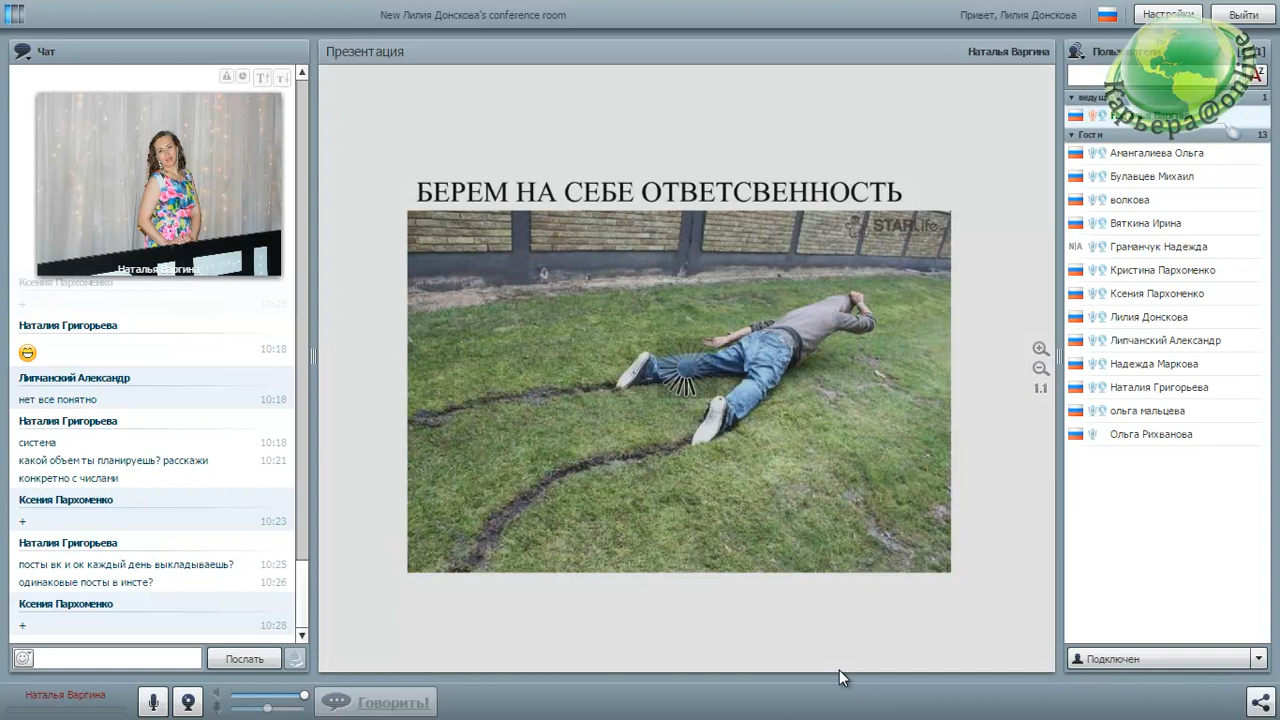 New Лилия Донскова's conference room
Привет, Лилия Донскова
Настройки
Выйти
Чат
Наталья Варгина
Ксения Пархоменко
+
Наталия Григорьева
10:18
Липчанский Александр
нет все понятно 10:18
Наталия Григорьева
система 10:18
какой объем ты планируешь? расскажи 10:21
конкретно с числами
Ксения Пархоменко
+ 10:23
Наталия Григорьева
посты вк и ок каждый день выкладываешь? 10:25
одинаковые посты в инсте? 10:26
Ксения Пархоменко
+ 10:28
Послать
Презентация
Наталья Варгина
БЕРЕМ НА СЕБЕ ОТВЕТСВЕННОСТЬ
STARLife
1.1
Карьера@online
AZ
1
Гости 13
Амангалиева Ольга
Булавцев Михаил
волкова
Вяткина Ирина
N|A Граманчук Надежда
Кристина Пархоменко
Ксения Пархоменко
Лилия Донскова
Липчанский Александр
Надежда Маркова
Наталия Григорьева
ольга мальцева
Ольга Рихванова
Подключен
Наталья Варгина
Говорить!